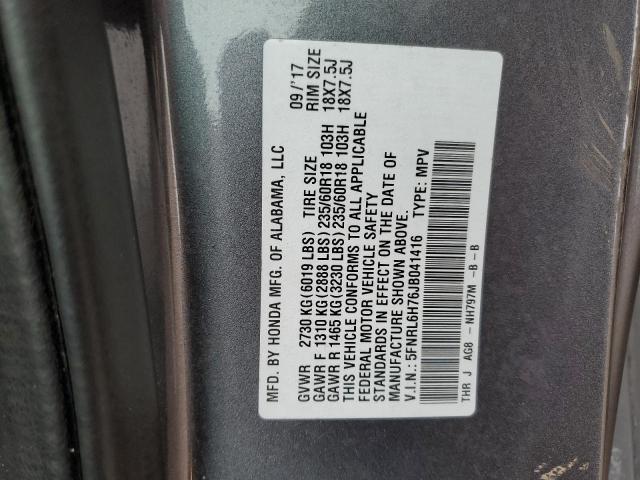 MFD. BY HONDA MFG. OF ALABAMA, LLC 09/'17
GVWR 2730 KG(6019 LBS) TIRE SIZE RIM SIZE
GAWR F 1310 KG(2888 LBS)235/60R18 103H 18X7.5J
GAWR R 1465 KG(3230 LBS)235/60R18 103H 18X7.5J
THIS VEHICLE CONFORMS TO ALL APPLICABLE
FEDERAL MOTOR VEHICLE SAFETY
STANDARDS IN EFFECT ON THE DATE OF
MANUFACTURE SHOWN ABOVE.
V.I.N.: 5FNRL6H76JB041416 TYPE: MPV
THR J AG8 - NH797M -B-B